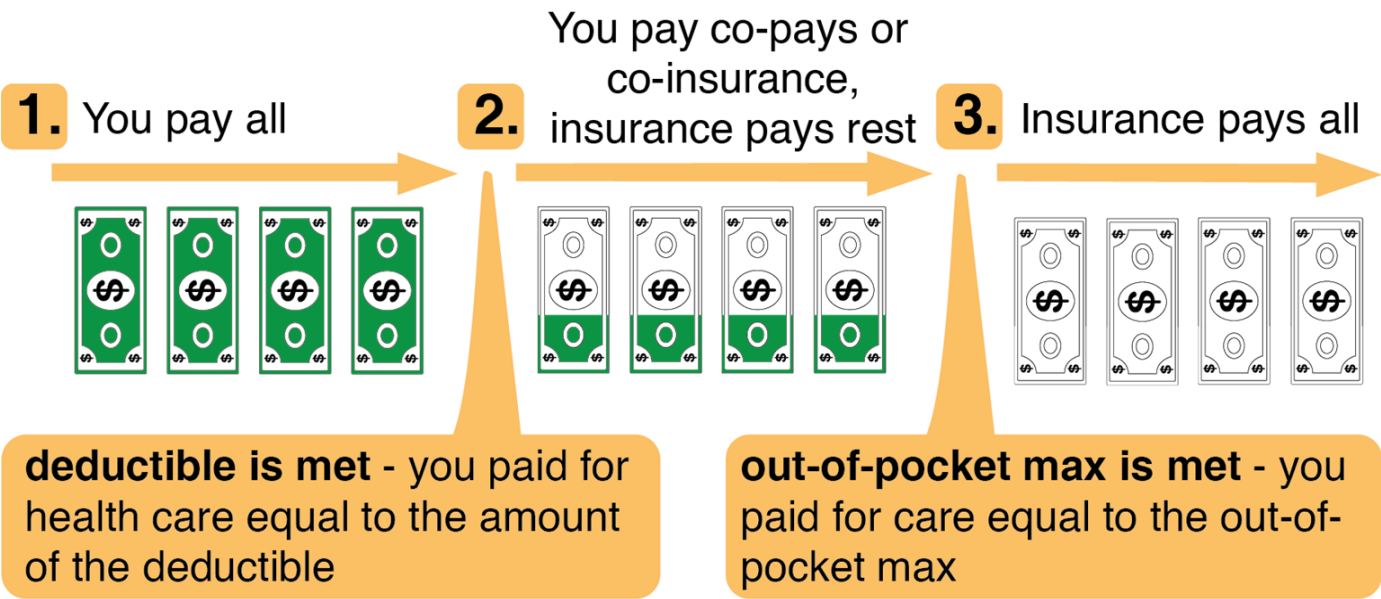 1. You pay all
2. You pay co-pays or
co-insurance,
insurance pays rest
3. Insurance pays all
$ $ $ $ $ $ $ $ $ $ $ $ $ $ $ $ $ $ $ $
$ $ $ $ $ $ $ $ $ $ $ $ $ $ $ $ $ $ $ $
$ $ $ $ $ $ $ $ $ $ $ $ $ $ $ $ $ $ $ $
deductible is met - you paid for
health care equal to the amount
of the deductible
out-of-pocket max is met - you
paid for care equal to the out-of-
pocket max